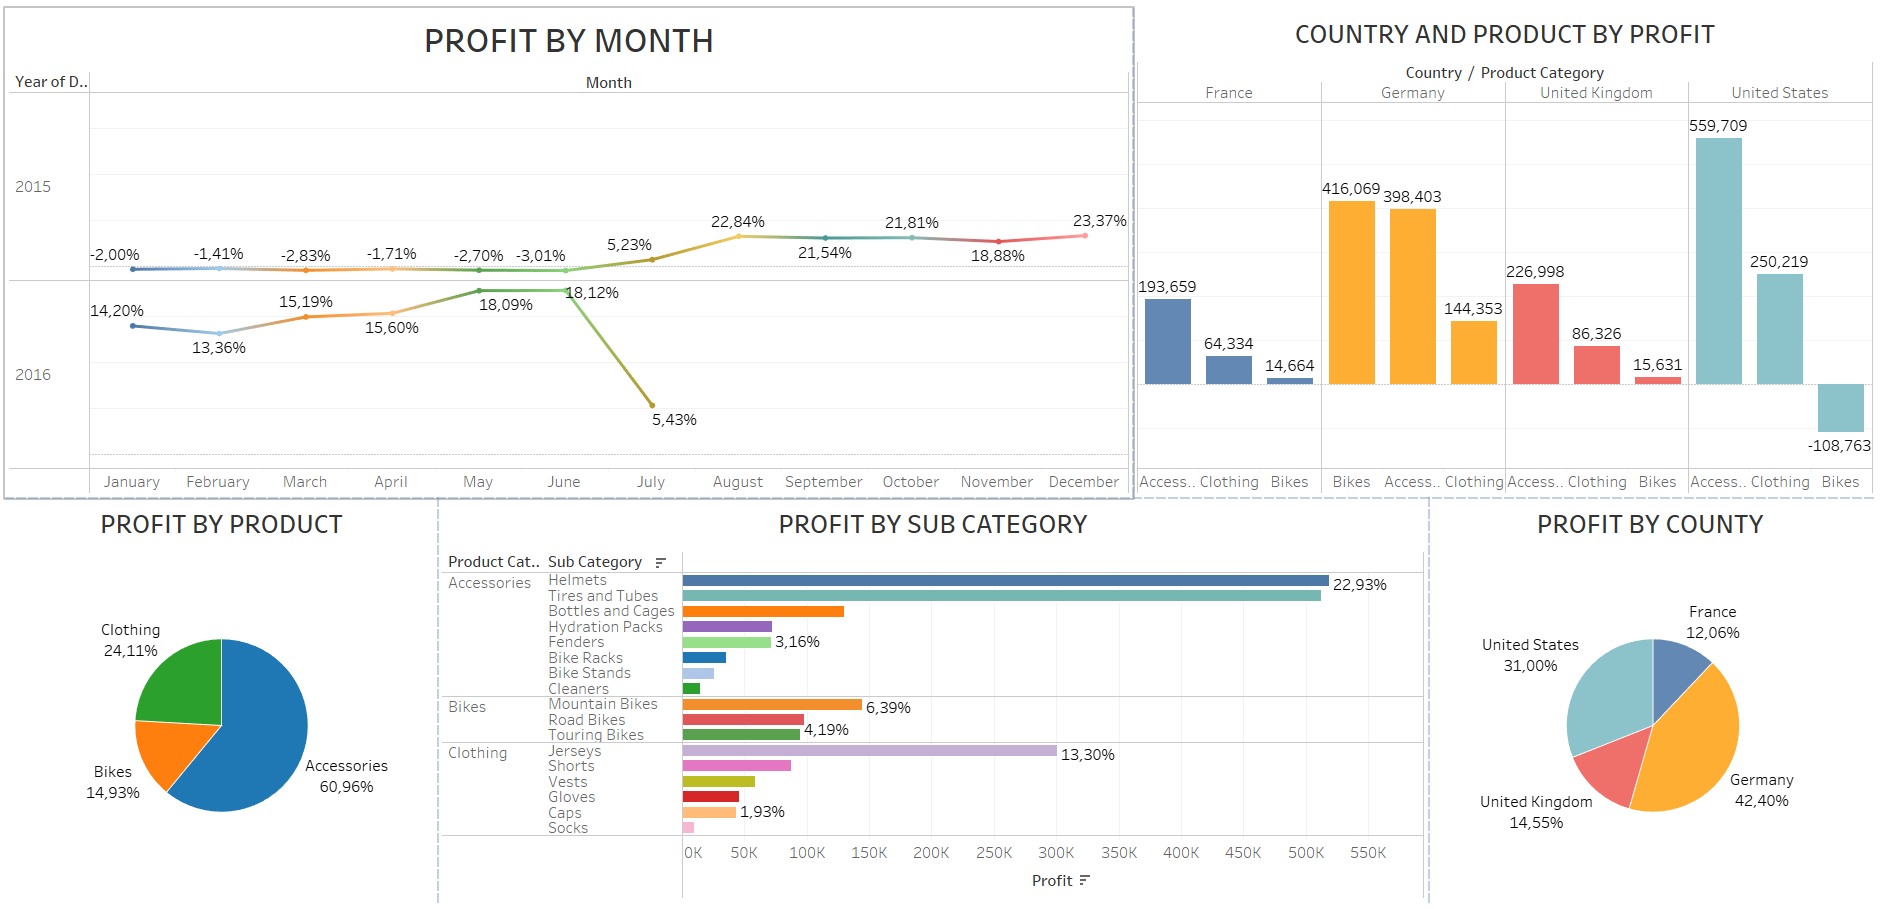 PROFIT BY MONTH
Year of D..
Month
2015
-2,00%
-1,41%
-2,83%
-1,71%
-2,70%
-3,01%
5,23%
22,84%
21,54%
21,81%
18,88%
23,37%
2016
14,20%
13,36%
15,19%
15,60%
18,09%
18,12%
5,43%
January February March April May June July August September October November December
COUNTRY AND PRODUCT BY PROFIT
Country / Product Category
France Germany United Kingdom United States
193,659
64,334
14,664
416,069
398,403
144,353
226,998
86,326
15,631
559,709
250,219
-108,763
Access.. Clothing Bikes Bikes Access.. Clothing Access.. Clothing Bikes Access.. Clothing Bikes
PROFIT BY PRODUCT
Clothing
24,11%
Bikes
14,93%
Accessories
60,96%
PROFIT BY SUB CATEGORY
Product Cat.. Sub Category
Accessories Helmets 22,93%
Tires and Tubes
Bottles and Cages
Hydration Packs
Fenders 3,16%
Bike Racks
Bike Stands
Cleaners
Bikes Mountain Bikes 6,39%
Road Bikes
Touring Bikes 4,19%
Clothing Jerseys 13,30%
Shorts
Vests
Gloves
Caps 1,93%
Socks
0K 50K 100K 150K 200K 250K 300K 350K 400K 450K 500K 550K
Profit
PROFIT BY COUNTY
France
12,06%
United States
31,00%
Germany
42,40%
United Kingdom
14,55%